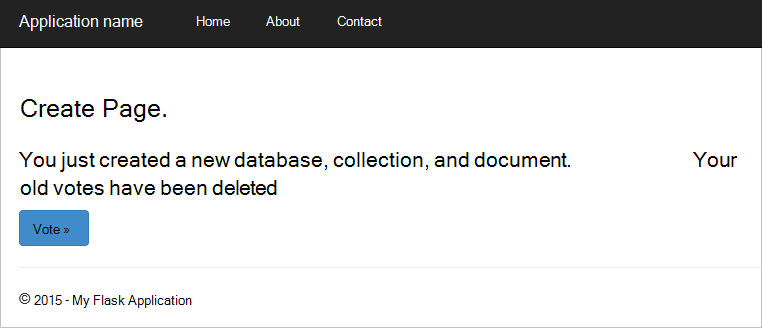 Application name Home About Contact
Create Page.
You just created a new database, collection, and document. Your
old votes have been deleted
Vote »
© 2015 - My Flask Application